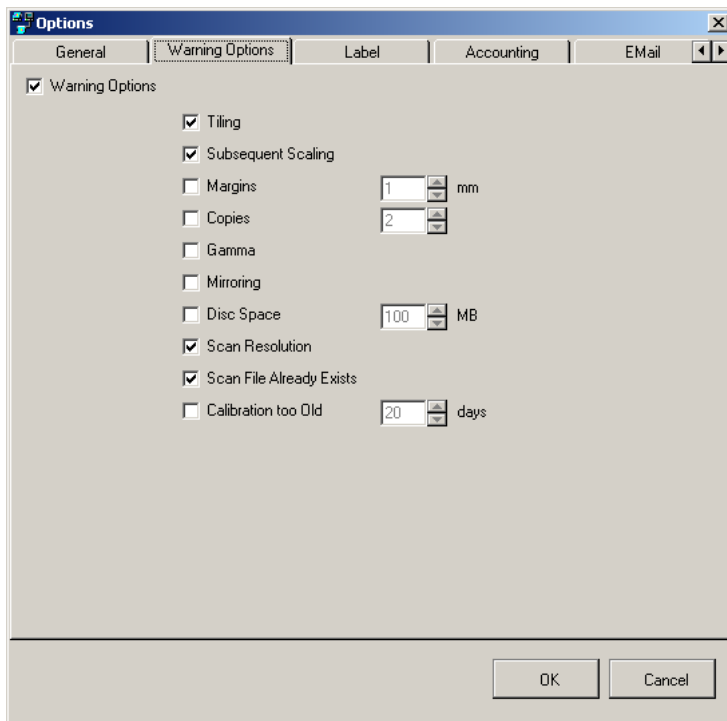 Options
General Warning Options Label Accounting EMail
Warning Options
Tiling
Subsequent Scaling
Margins 1 mm
Copies 2
Gamma
Mirroring
Disc Space 100 MB
Scan Resolution
Scan File Already Exists
Calibration too Old 20 days
OK Cancel